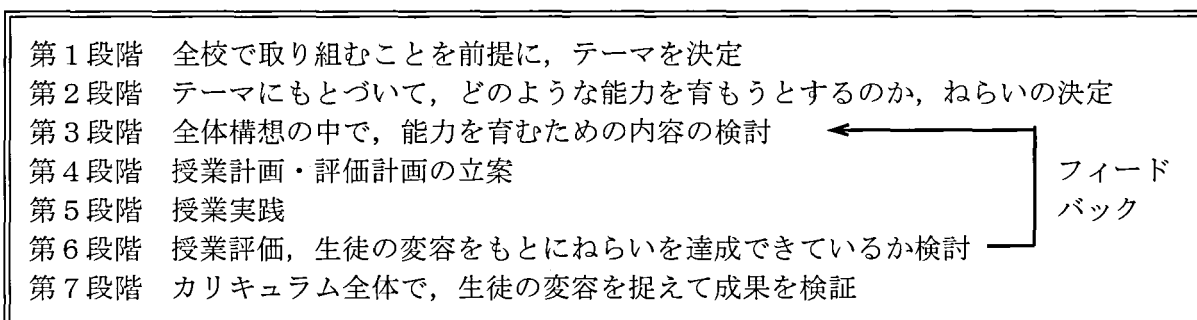 第１段階　全校で取り組むことを前提に，テーマを決定
第２段階　テーマにもとづいて，どのような能力を育もうとするのか，ねらいの決定
第３段階　全体構想の中で，能力を育むための内容の検討
第４段階　授業計画・評価計画の立案
第５段階　授業実践
第６段階　授業評価，生徒の変容をもとにねらいを達成できているか検討
第７段階　カリキュラム全体で，生徒の変容を捉えて成果を検証
フィード
バック